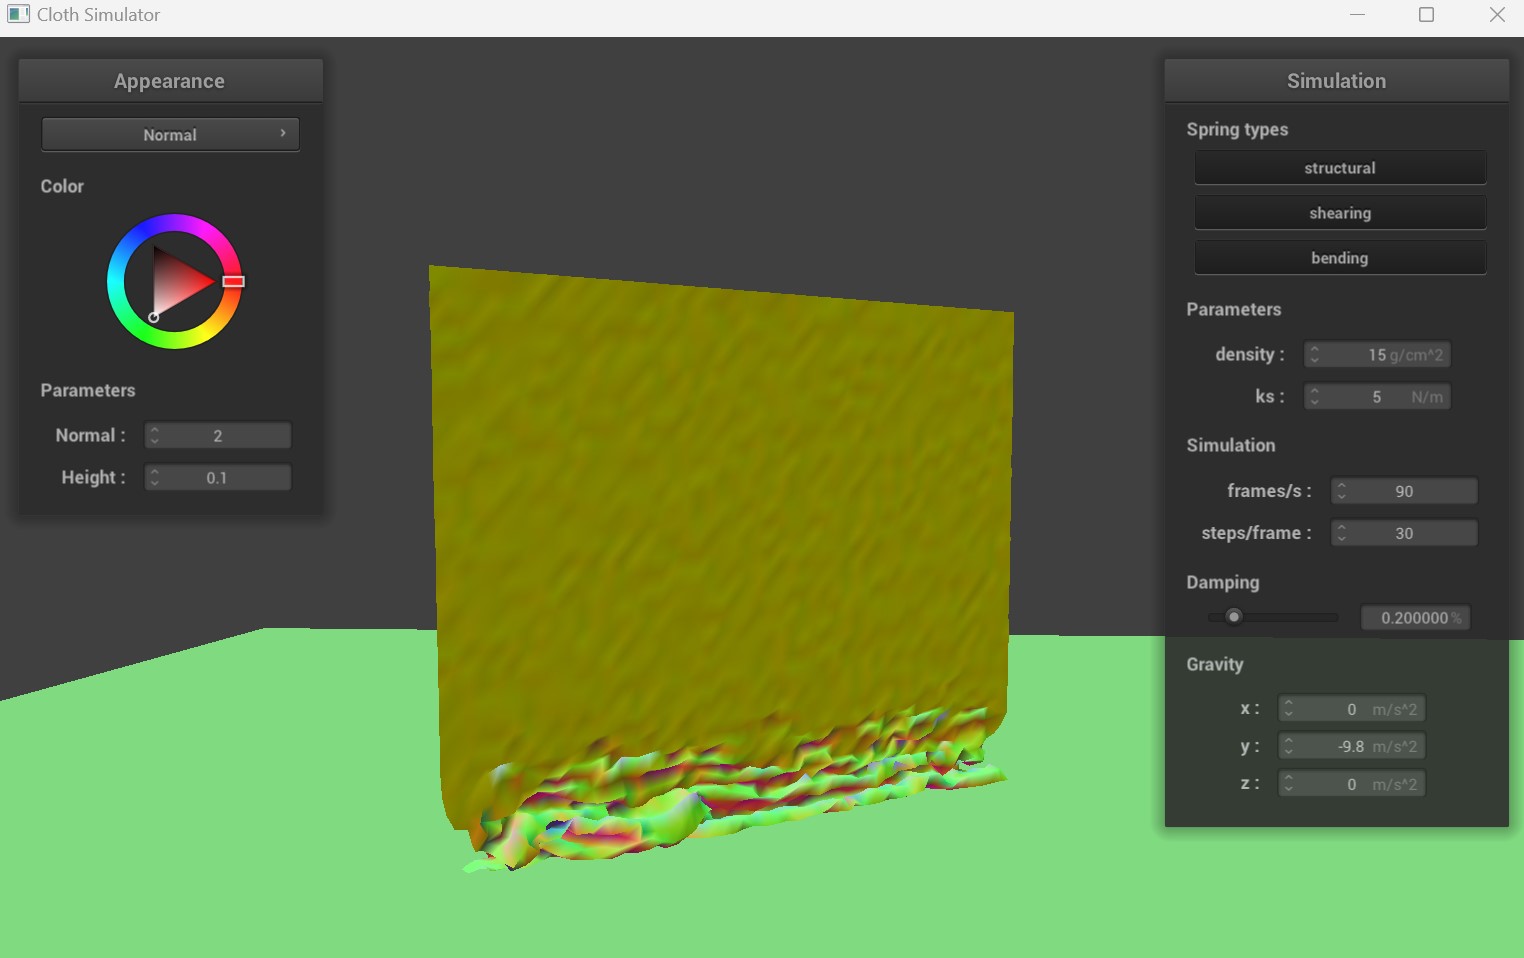 Cloth Simulator
Appearance
Normal
Color
Parameters
Normal :
2
Height :
0.1
Simulation
Spring types
structural
shearing
bending
Parameters
density :
15 g/cm^2
ks :
5 N/m
Simulation
frames/s :
90
steps/frame :
30
Damping
0.200000 %
Gravity
x :
0 m/s^2
y :
-9.8 m/s^2
z :
0 m/s^2